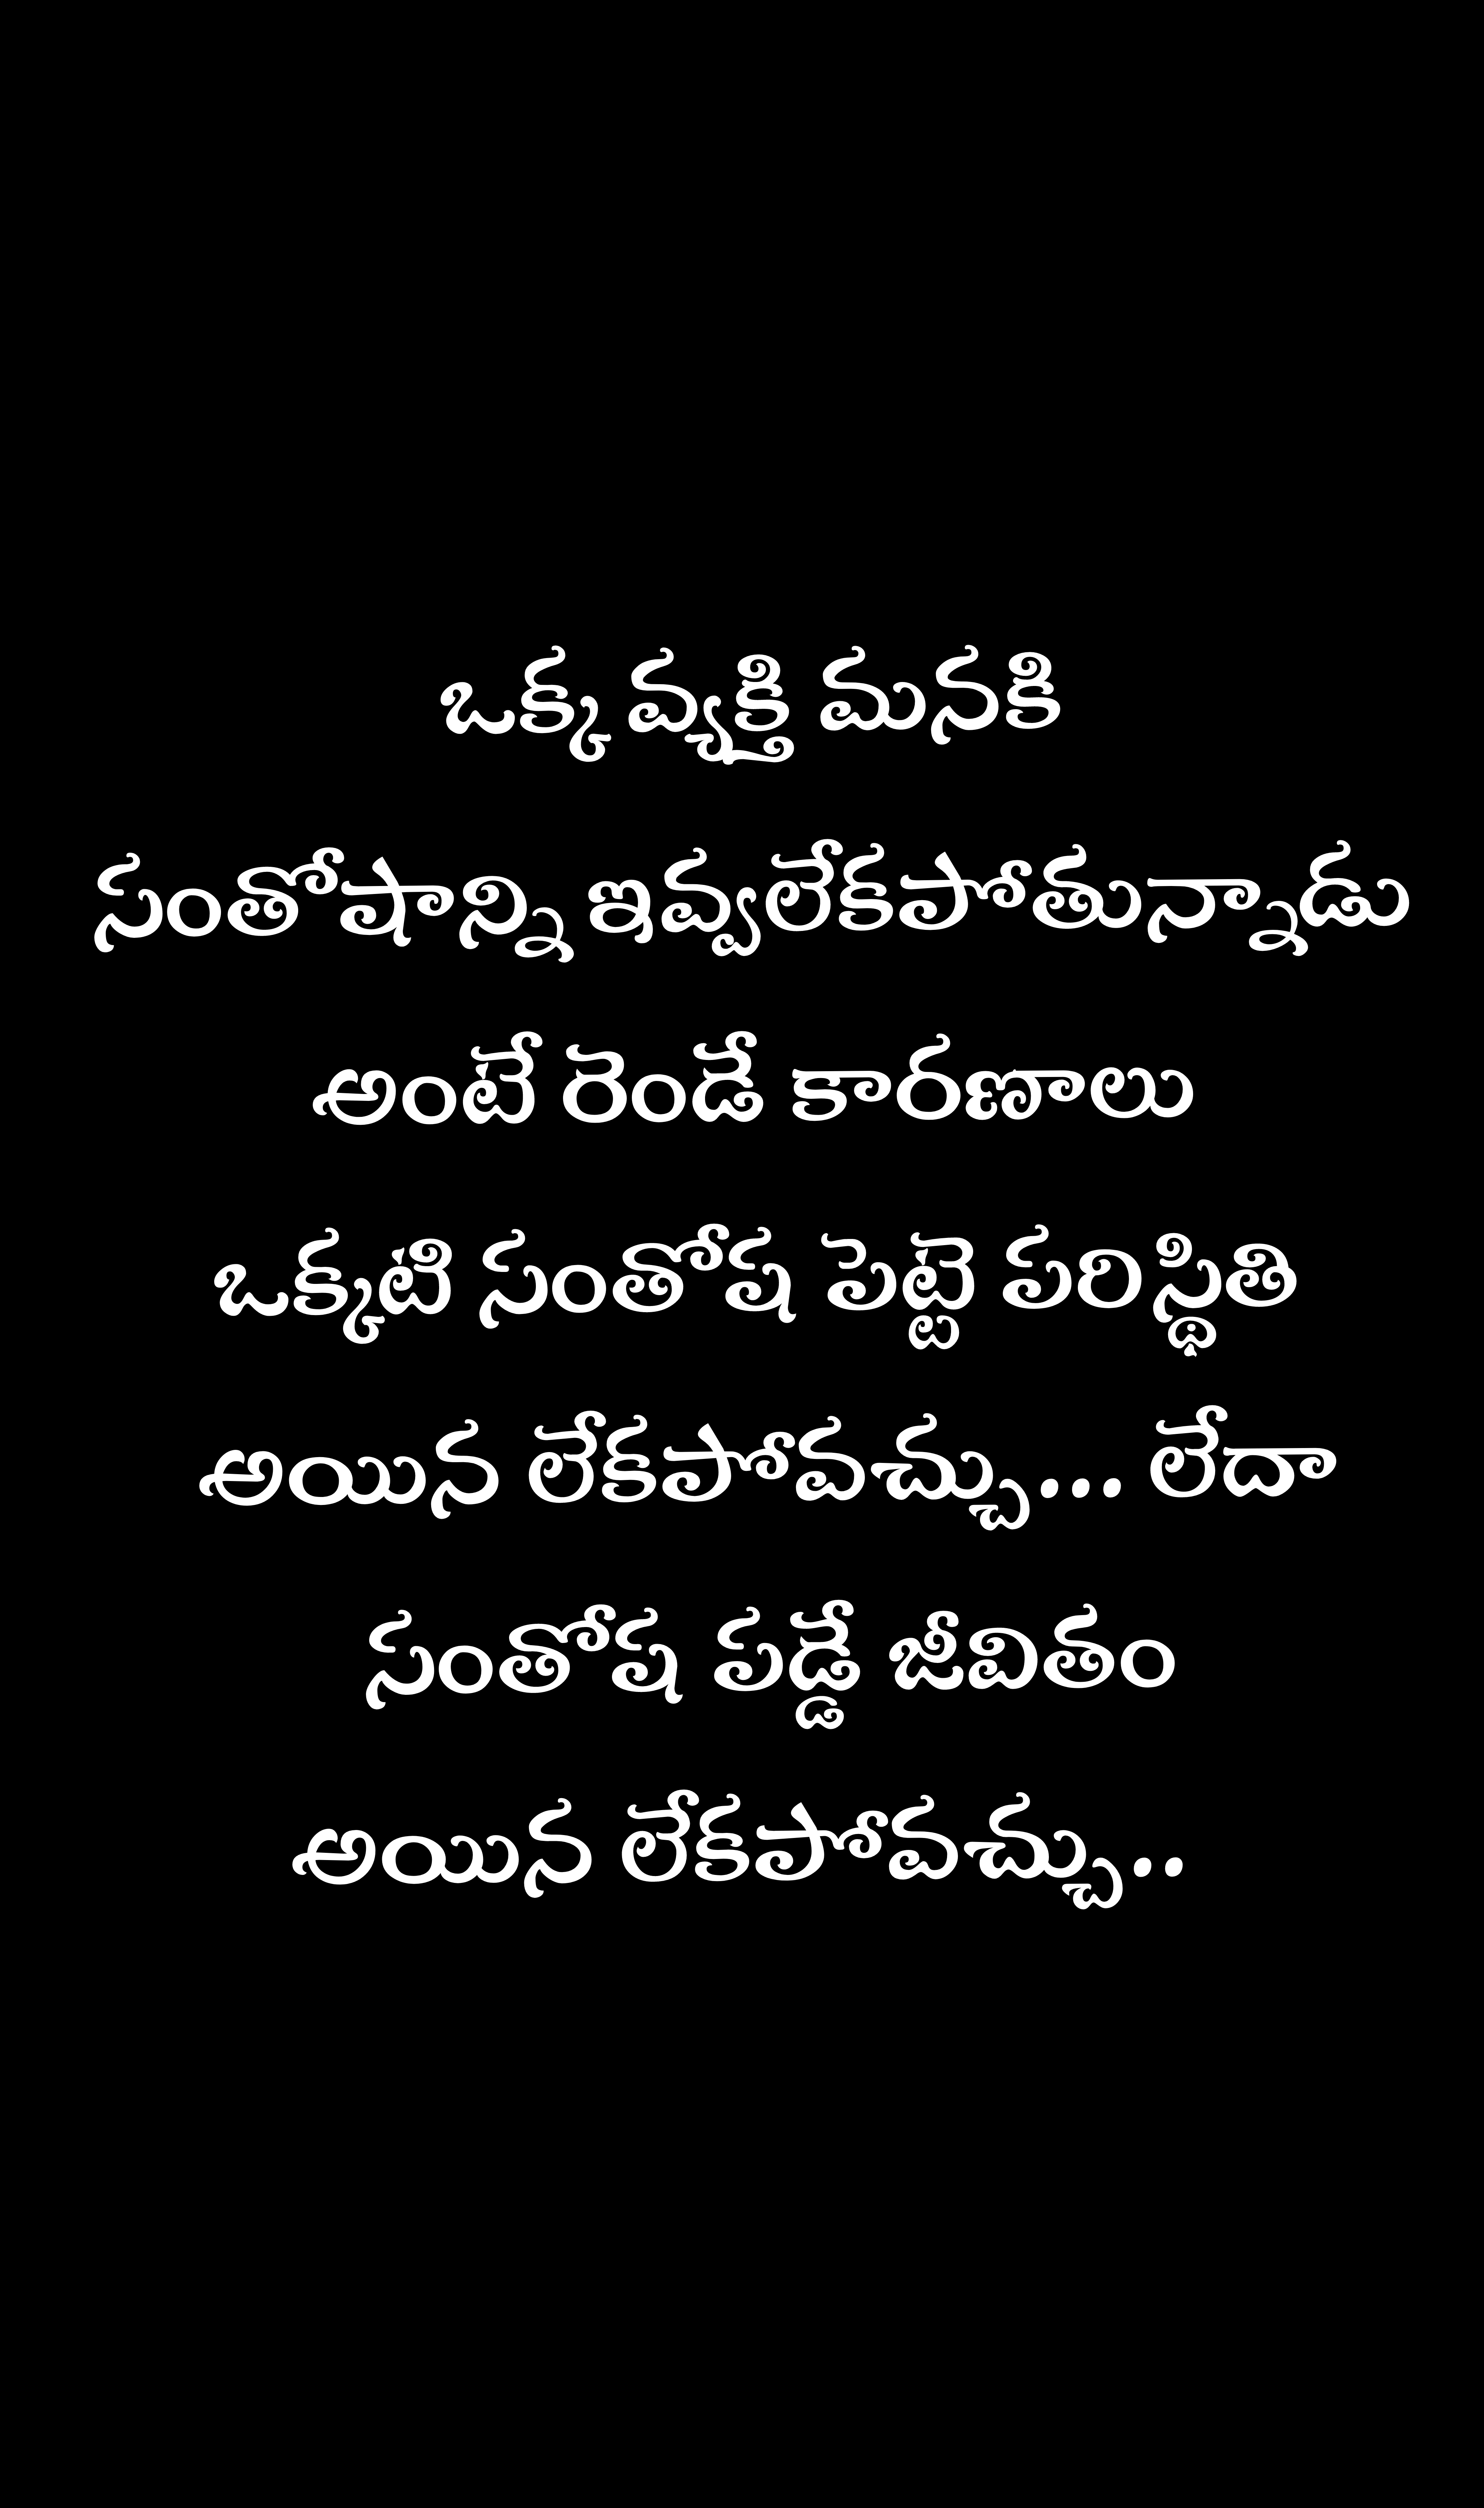 ఒక్క వ్యక్తి మనకి
సంతోషాన్ని ఇవ్వలేకపోతున్నాడు
అంటే రెండే కారణాలు
ఒక్కటి సంతోష పెట్టె పరిస్థితి
అయిన లేకపోవచ్చు.... లేదా
సంతోష పడ్డే జీవితం
అయిన లేకపోవచ్చు..